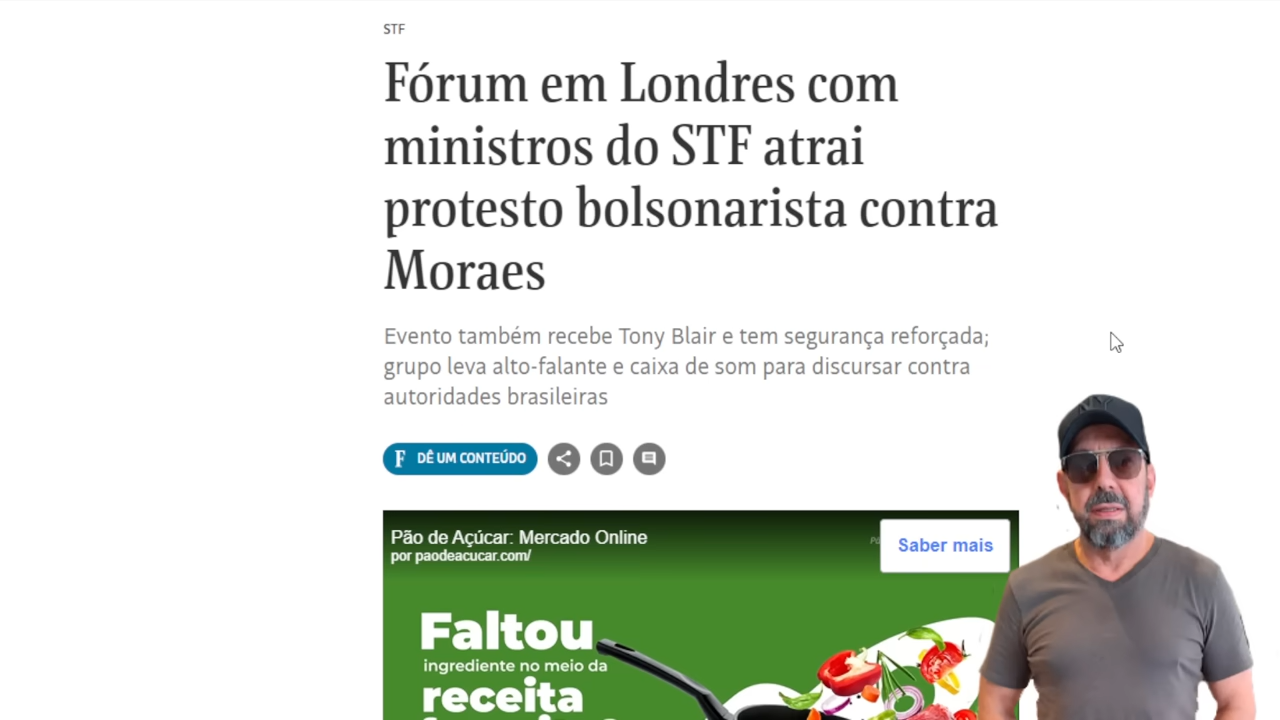 STF
Fórum em Londres com
ministros do STF atrai
protesto bolsonarista contra
Moraes
Evento também recebe Tony Blair e tem segurança reforçada;
grupo leva alto-falante e caixa de som para discursar contra
autoridades brasileiras
F DÊ UM CONTEÚDO
Pão de Açúcar: Mercado Online
por paodeacucar.com/
Saber mais
Faltou
ingrediente no meio da
receita